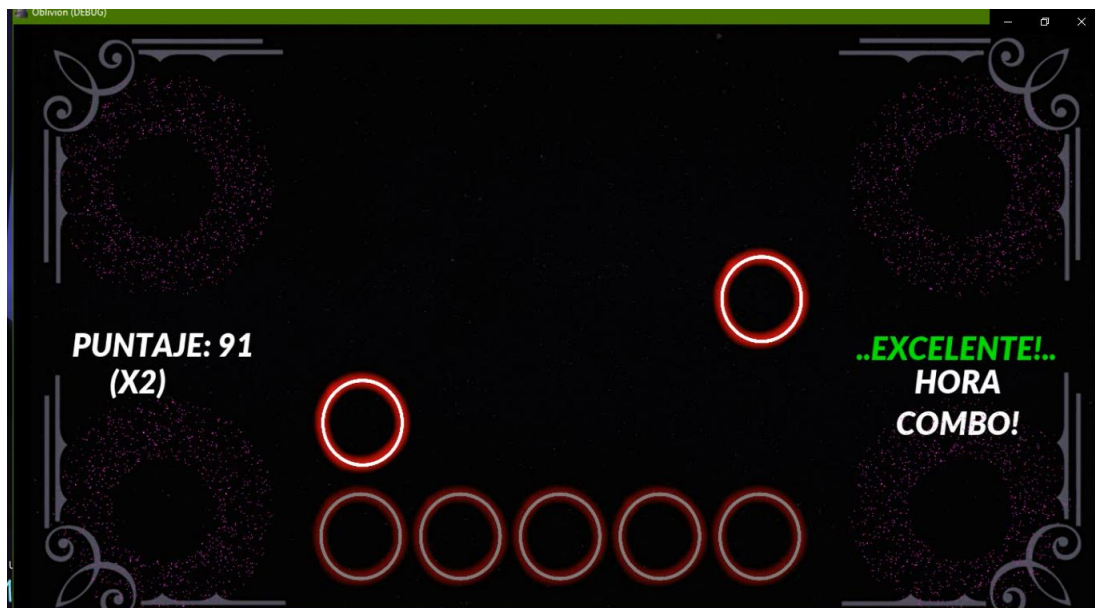 Oblivion (DEBUG)
PUNTAJE: 91
(X2)
..EXCELENTE!..
HORA
COMBO!